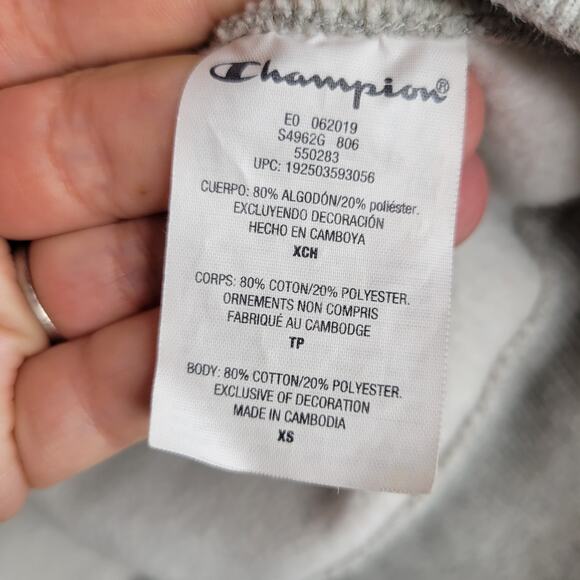 Champion®
E0 062019
S4962G 806
550283
UPC: 192503593056
CUERPO: 80% ALGODÓN/20% poliéster.
EXCLUYENDO DECORACIÓN
HECHO EN CAMBOYA
XCH
CORPS: 80% COTON/20% POLYESTER.
ORNEMENTS NON COMPRIS
FABRIQUÉ AU CAMBODGE
TP
BODY: 80% COTTON/20% POLYESTER.
EXCLUSIVE OF DECORATION
MADE IN CAMBODIA
XS